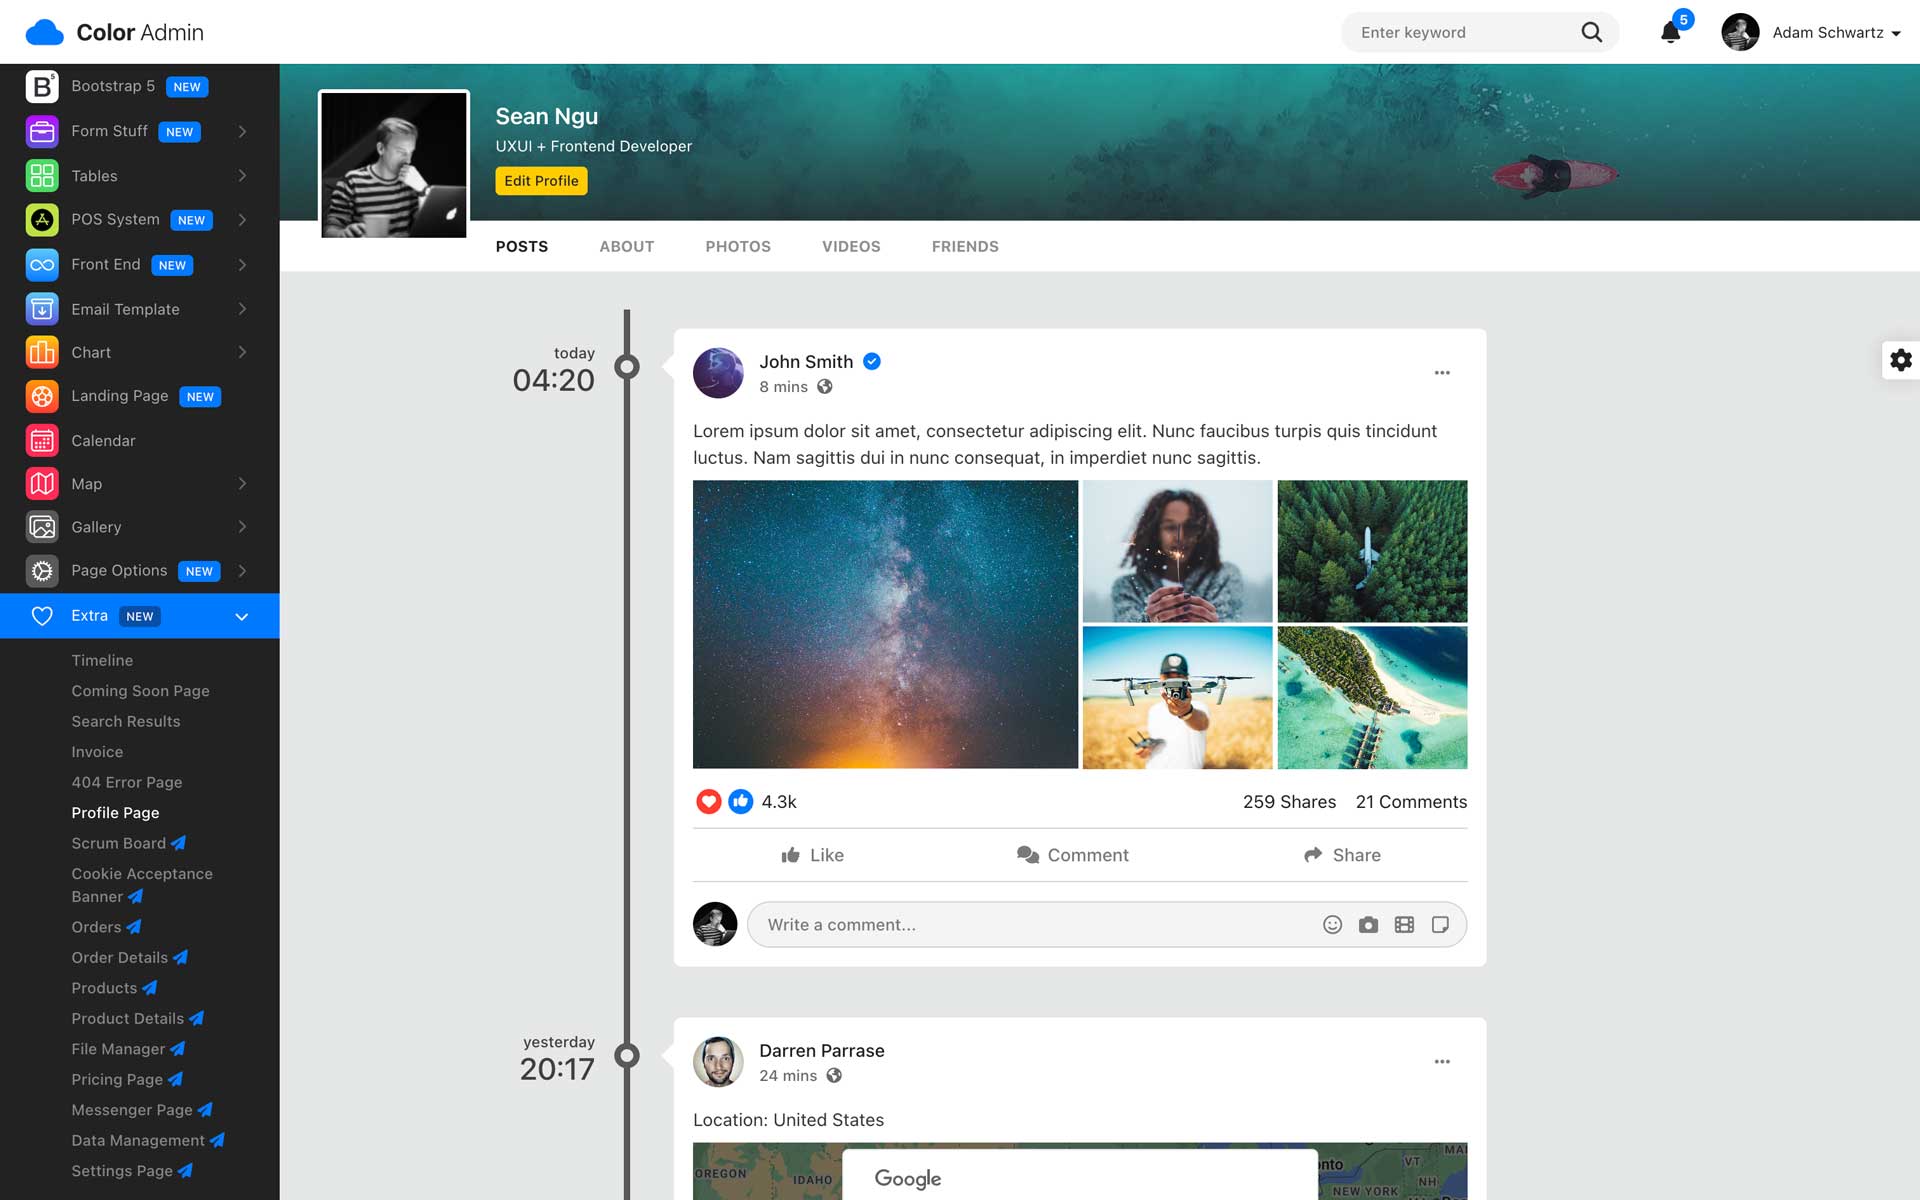 Color Admin
Enter keyword
5
Adam Schwartz
B5
Bootstrap 5 NEW
Form Stuff NEW
Tables
POS System NEW
Front End NEW
Email Template
Chart
Landing Page NEW
Calendar
Map
Gallery
Page Options NEW
Extra NEW
Timeline
Coming Soon Page
Search Results
Invoice
404 Error Page
Profile Page
Scrum Board
Cookie Acceptance
Banner
Orders
Order Details
Products
Product Details
File Manager
Pricing Page
Messenger Page
Data Management
Settings Page
Sean Ngu
UXUI + Frontend Developer
Edit Profile
POSTS ABOUT PHOTOS VIDEOS FRIENDS
today
04:20
John Smith
8 mins
Lorem ipsum dolor sit amet, consectetur adipiscing elit. Nunc faucibus turpis quis tincidunt
luctus. Nam sagittis dui in nunc consequat, in imperdiet nunc sagittis.
4.3k 259 Shares 21 Comments
Like Comment Share
Write a comment...
yesterday
20:17
Darren Parrase
24 mins
Location: United States
OREGON
IDAHO
Google
nto
VT
MAI
NEW YORK
NH